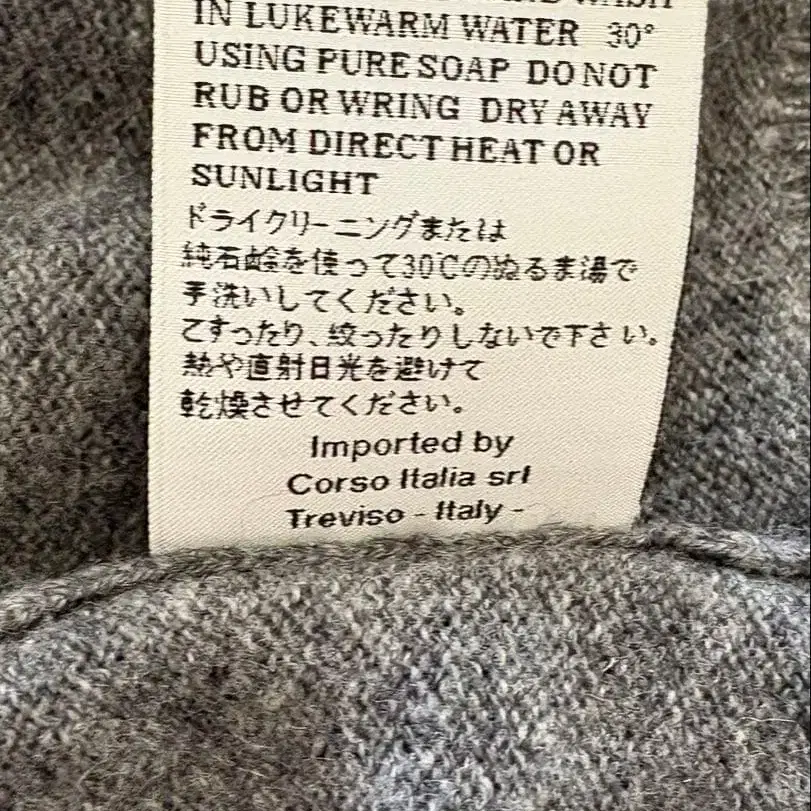 WASH
IN LUKEWARM WATER 30°
USING PURE SOAP DO NOT
RUB OR WRING DRY AWAY
FROM DIRECT HEAT OR
SUNLIGHT
ドライクリーニングまたは
純石鹸を使って30℃のぬるま湯で
手洗いしてください。
こすったり、絞ったりしないで下さい。
熱や直射日光を避けて
乾燥させてください。
Imported by
Corso Italia srl
Treviso - Italy -